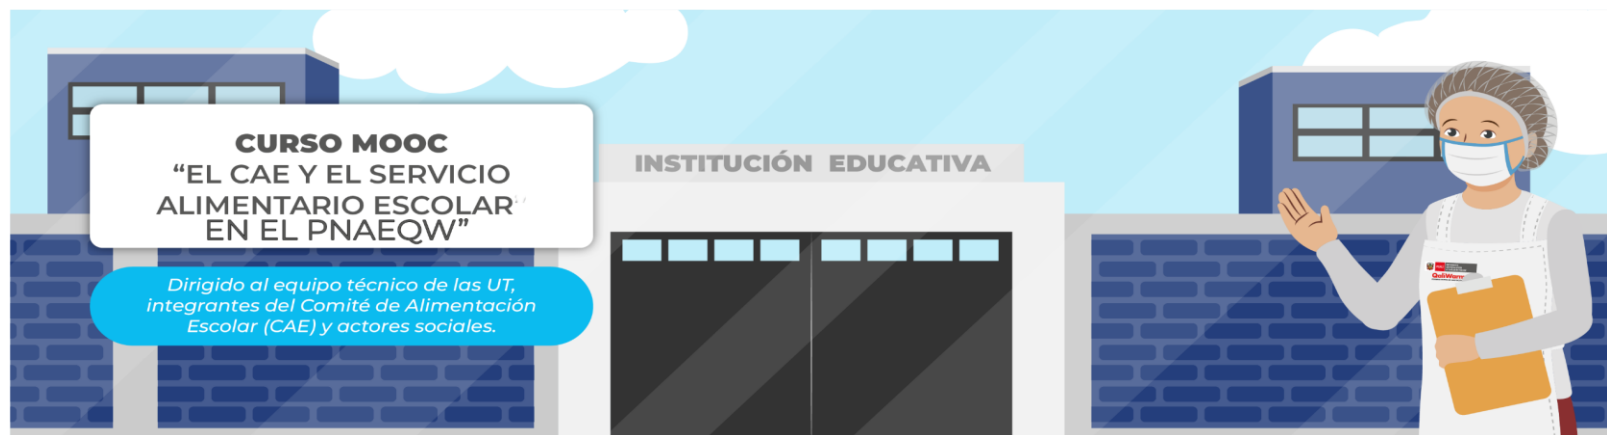 CURSO MOOC
“EL CAE Y EL SERVICIO
ALIMENTARIO ESCOLAR
EN EL PNAEQW”
Dirigido al equipo técnico de las UT,
integrantes del Comité de Alimentación
Escolar (CAE) y actores sociales.
INSTITUCIÓN EDUCATIVA